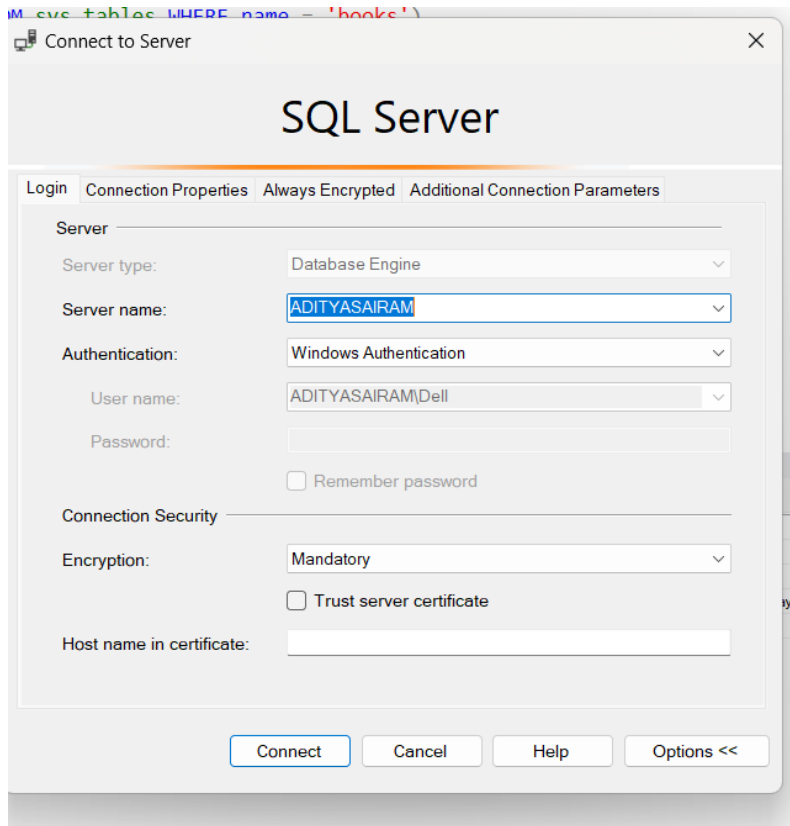 OM sys.tables WHERE name = 'books')
Connect to Server
SQL Server
Login Connection Properties Always Encrypted Additional Connection Parameters
Server
Server type: Database Engine
Server name: ADITYASAIRAM
Authentication: Windows Authentication
User name: ADITYASAIRAM\Dell
Password:
Remember password
Connection Security
Encryption: Mandatory
Trust server certificate
Host name in certificate:
Connect Cancel Help Options <<